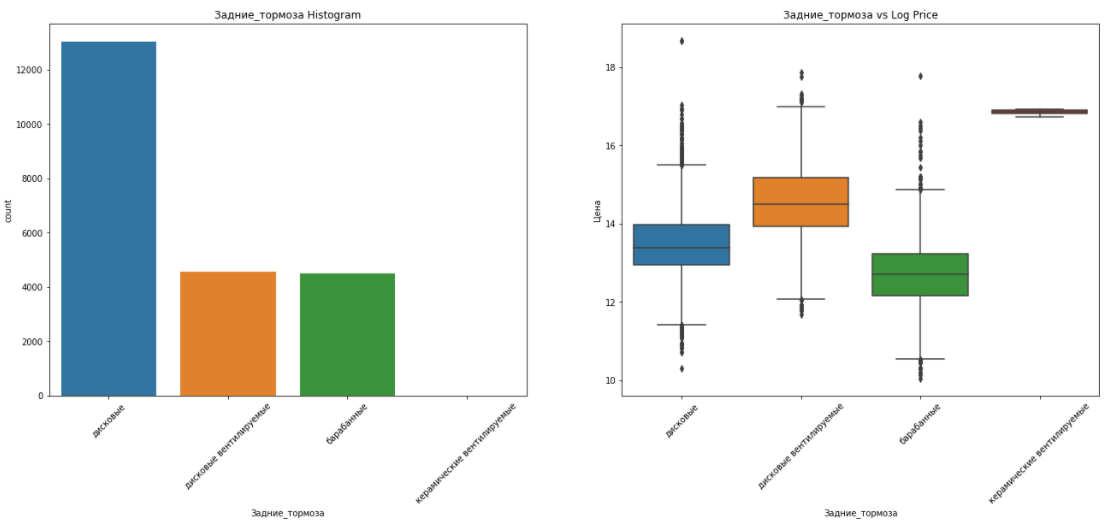 Задние_тормоза Histogram
count
12000
10000
8000
6000
4000
2000
0
дисковые
дисковые вентилируемые
барабанные
керамические вентилируемые
Задние_тормоза
Задние_тормоза vs Log Price
Цена
18
16
14
12
10
дисковые
дисковые вентилируемые
барабанные
керамические вентилируемые
Задние_тормоза